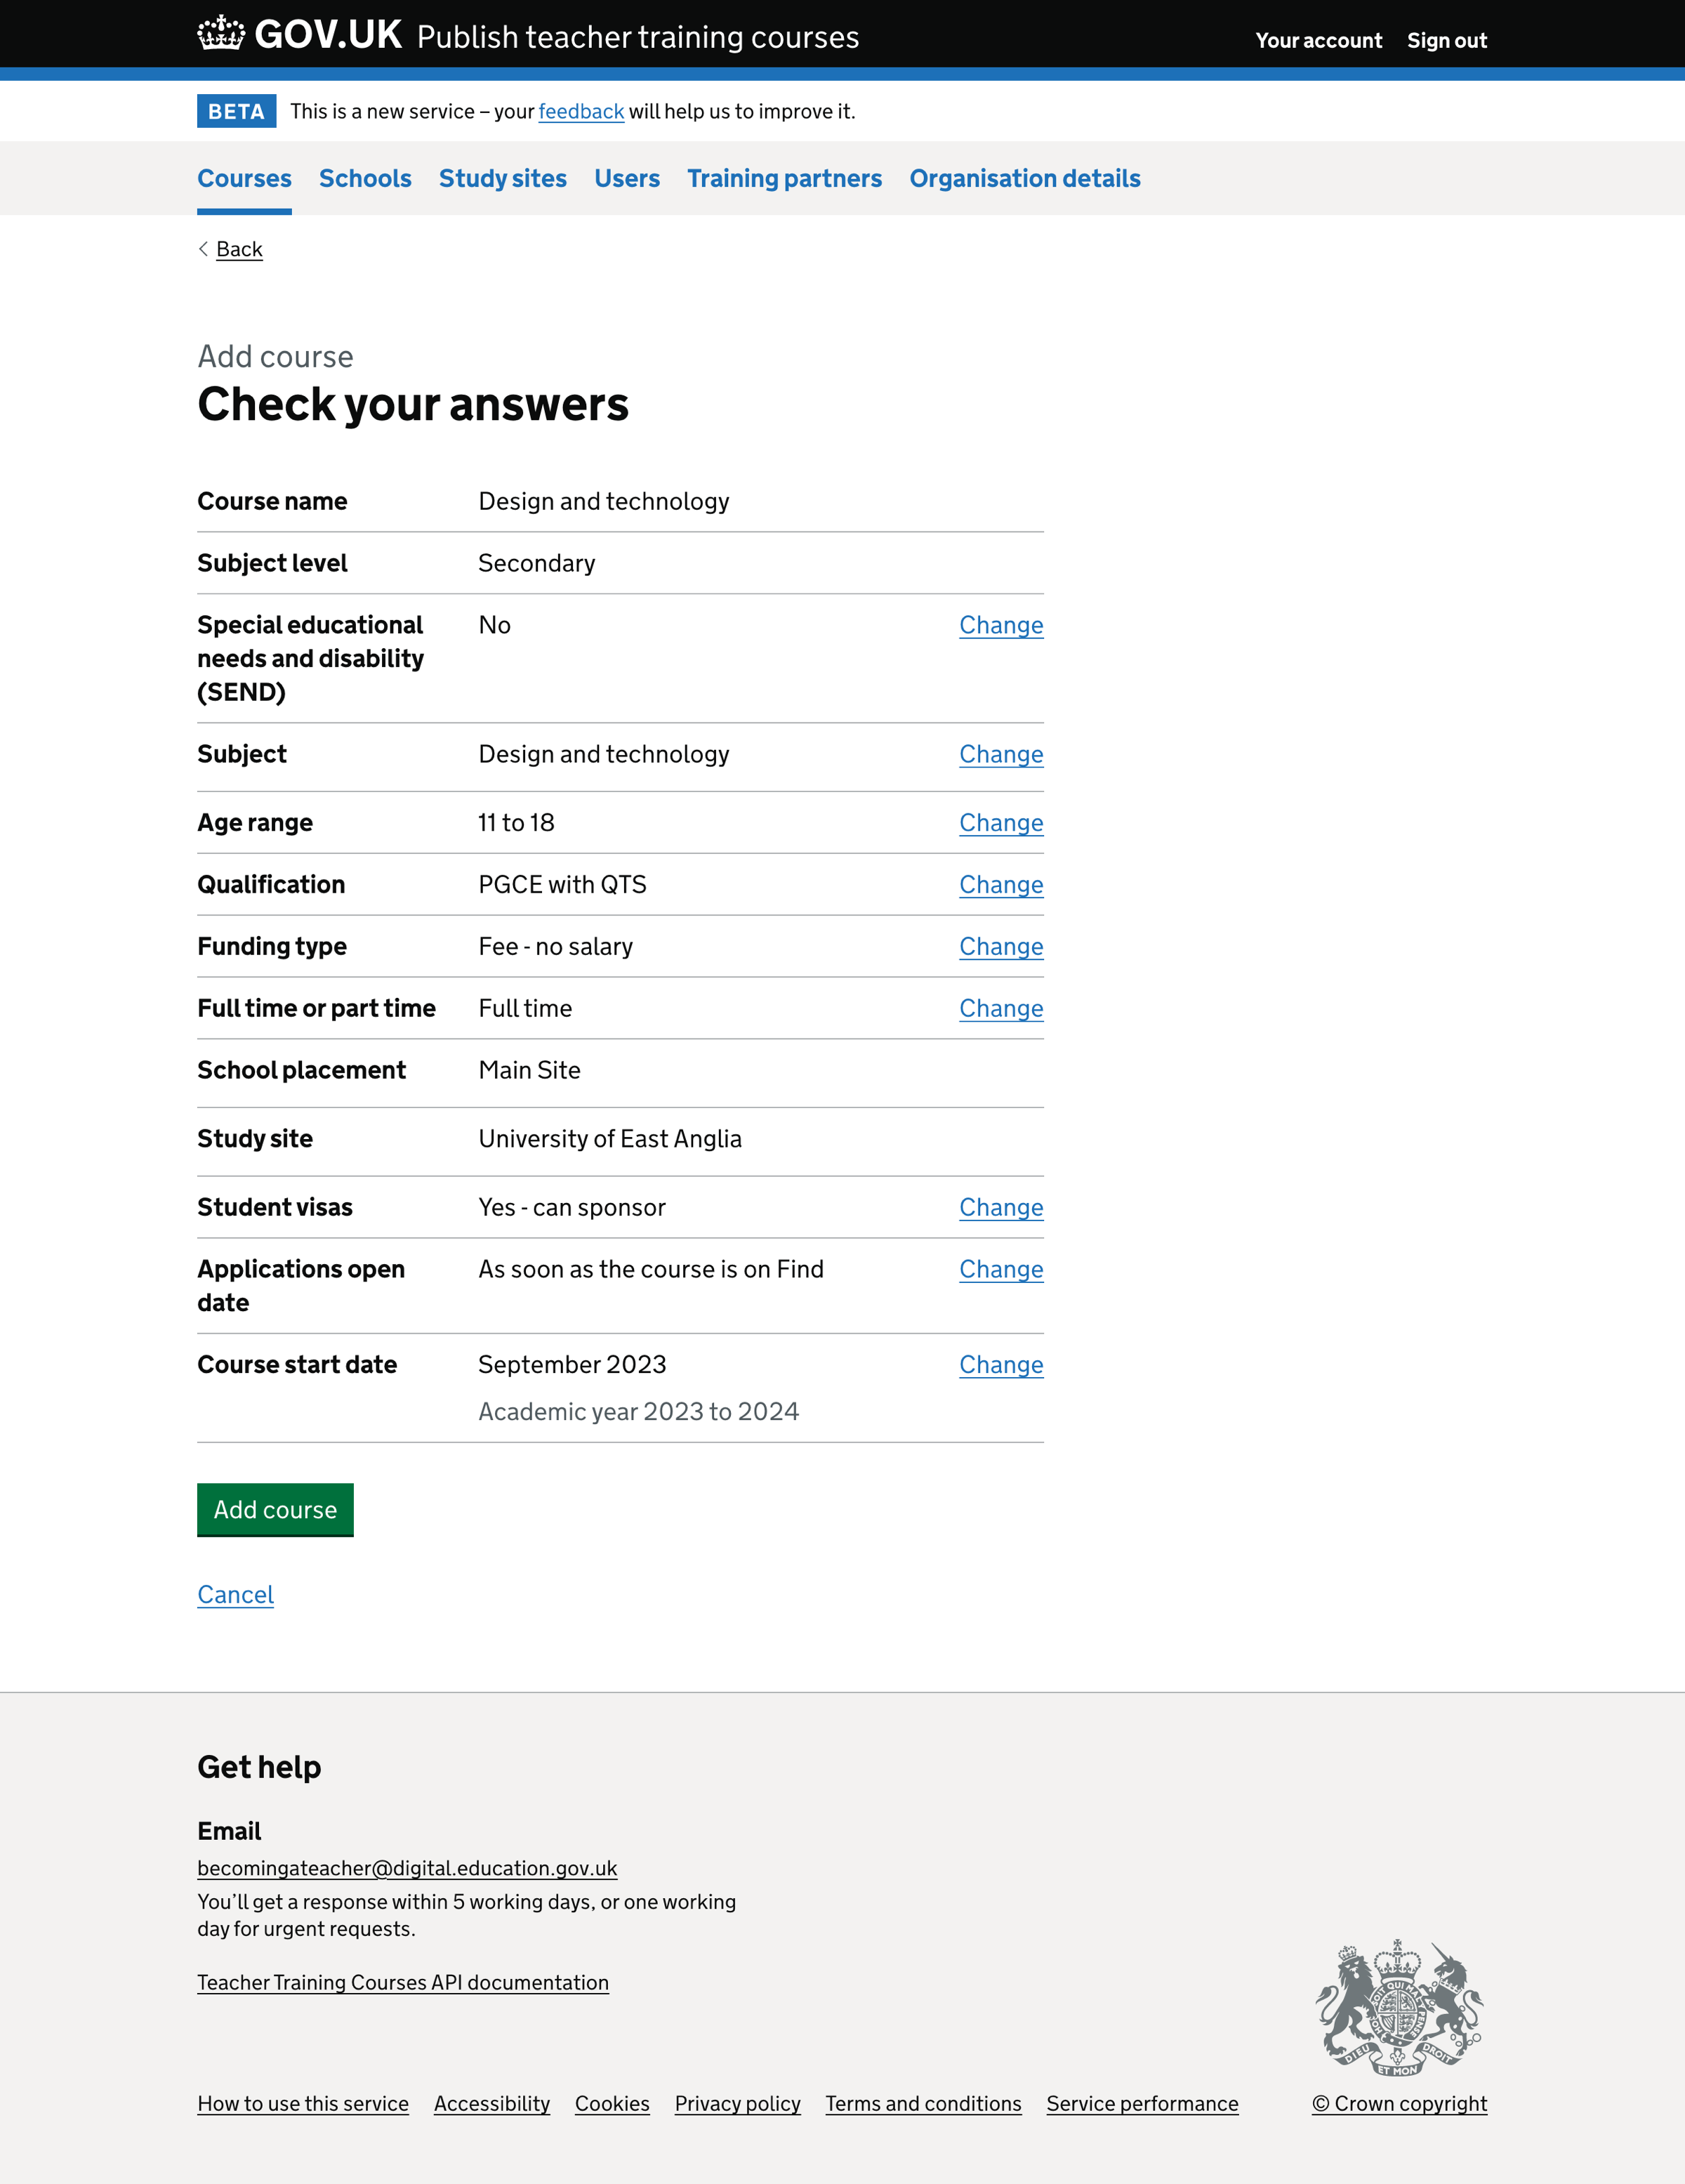 GOV.UK Publish teacher training courses Your account Sign out
BETA This is a new service – your feedback will help us to improve it.
Courses Schools Study sites Users Training partners Organisation details
Back
Add course
Check your answers
Course name Design and technology
Subject level Secondary
Special educational No Change
needs and disability
(SEND)
Subject Design and technology Change
Age range 11 to 18 Change
Qualification PGCE with QTS Change
Funding type Fee - no salary Change
Full time or part time Full time Change
School placement Main Site
Study site University of East Anglia
Student visas Yes - can sponsor Change
Applications open As soon as the course is on Find Change
date
Course start date September 2023 Change
Academic year 2023 to 2024
Add course
Cancel
Get help
Email
becomingateacher@digital.education.gov.uk
You’ll get a response within 5 working days, or one working
day for urgent requests.
Teacher Training Courses API documentation
DIEU ET MON DROIT
How to use this service Accessibility Cookies Privacy policy Terms and conditions Service performance © Crown copyright